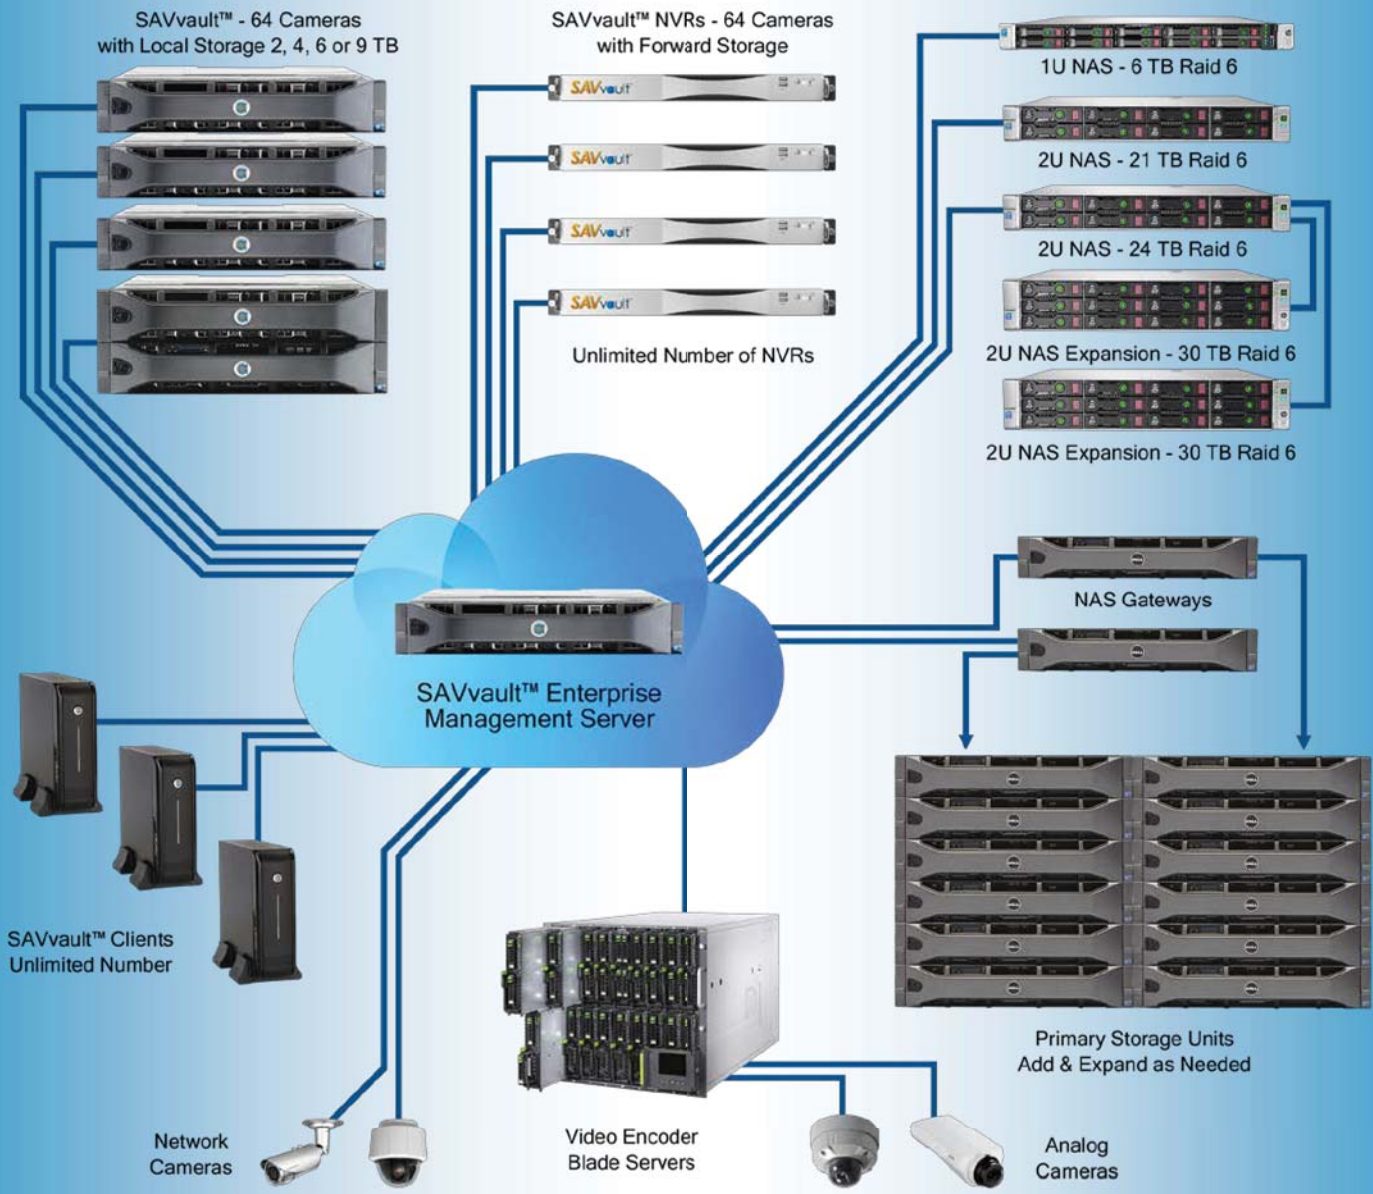 SAVvault™ - 64 Cameras
with Local Storage 2, 4, 6 or 9 TB
SAVvault™ NVRs - 64 Cameras
with Forward Storage
SAVvault
SAVvault
SAVvault
SAVvault
Unlimited Number of NVRs
1U NAS - 6 TB Raid 6
2U NAS - 21 TB Raid 6
2U NAS - 24 TB Raid 6
2U NAS Expansion - 30 TB Raid 6
2U NAS Expansion - 30 TB Raid 6
NAS Gateways
SAVvault™ Enterprise
Management Server
SAVvault™ Clients
Unlimited Number
Primary Storage Units
Add & Expand as Needed
Network
Cameras
Video Encoder
Blade Servers
Analog
Cameras